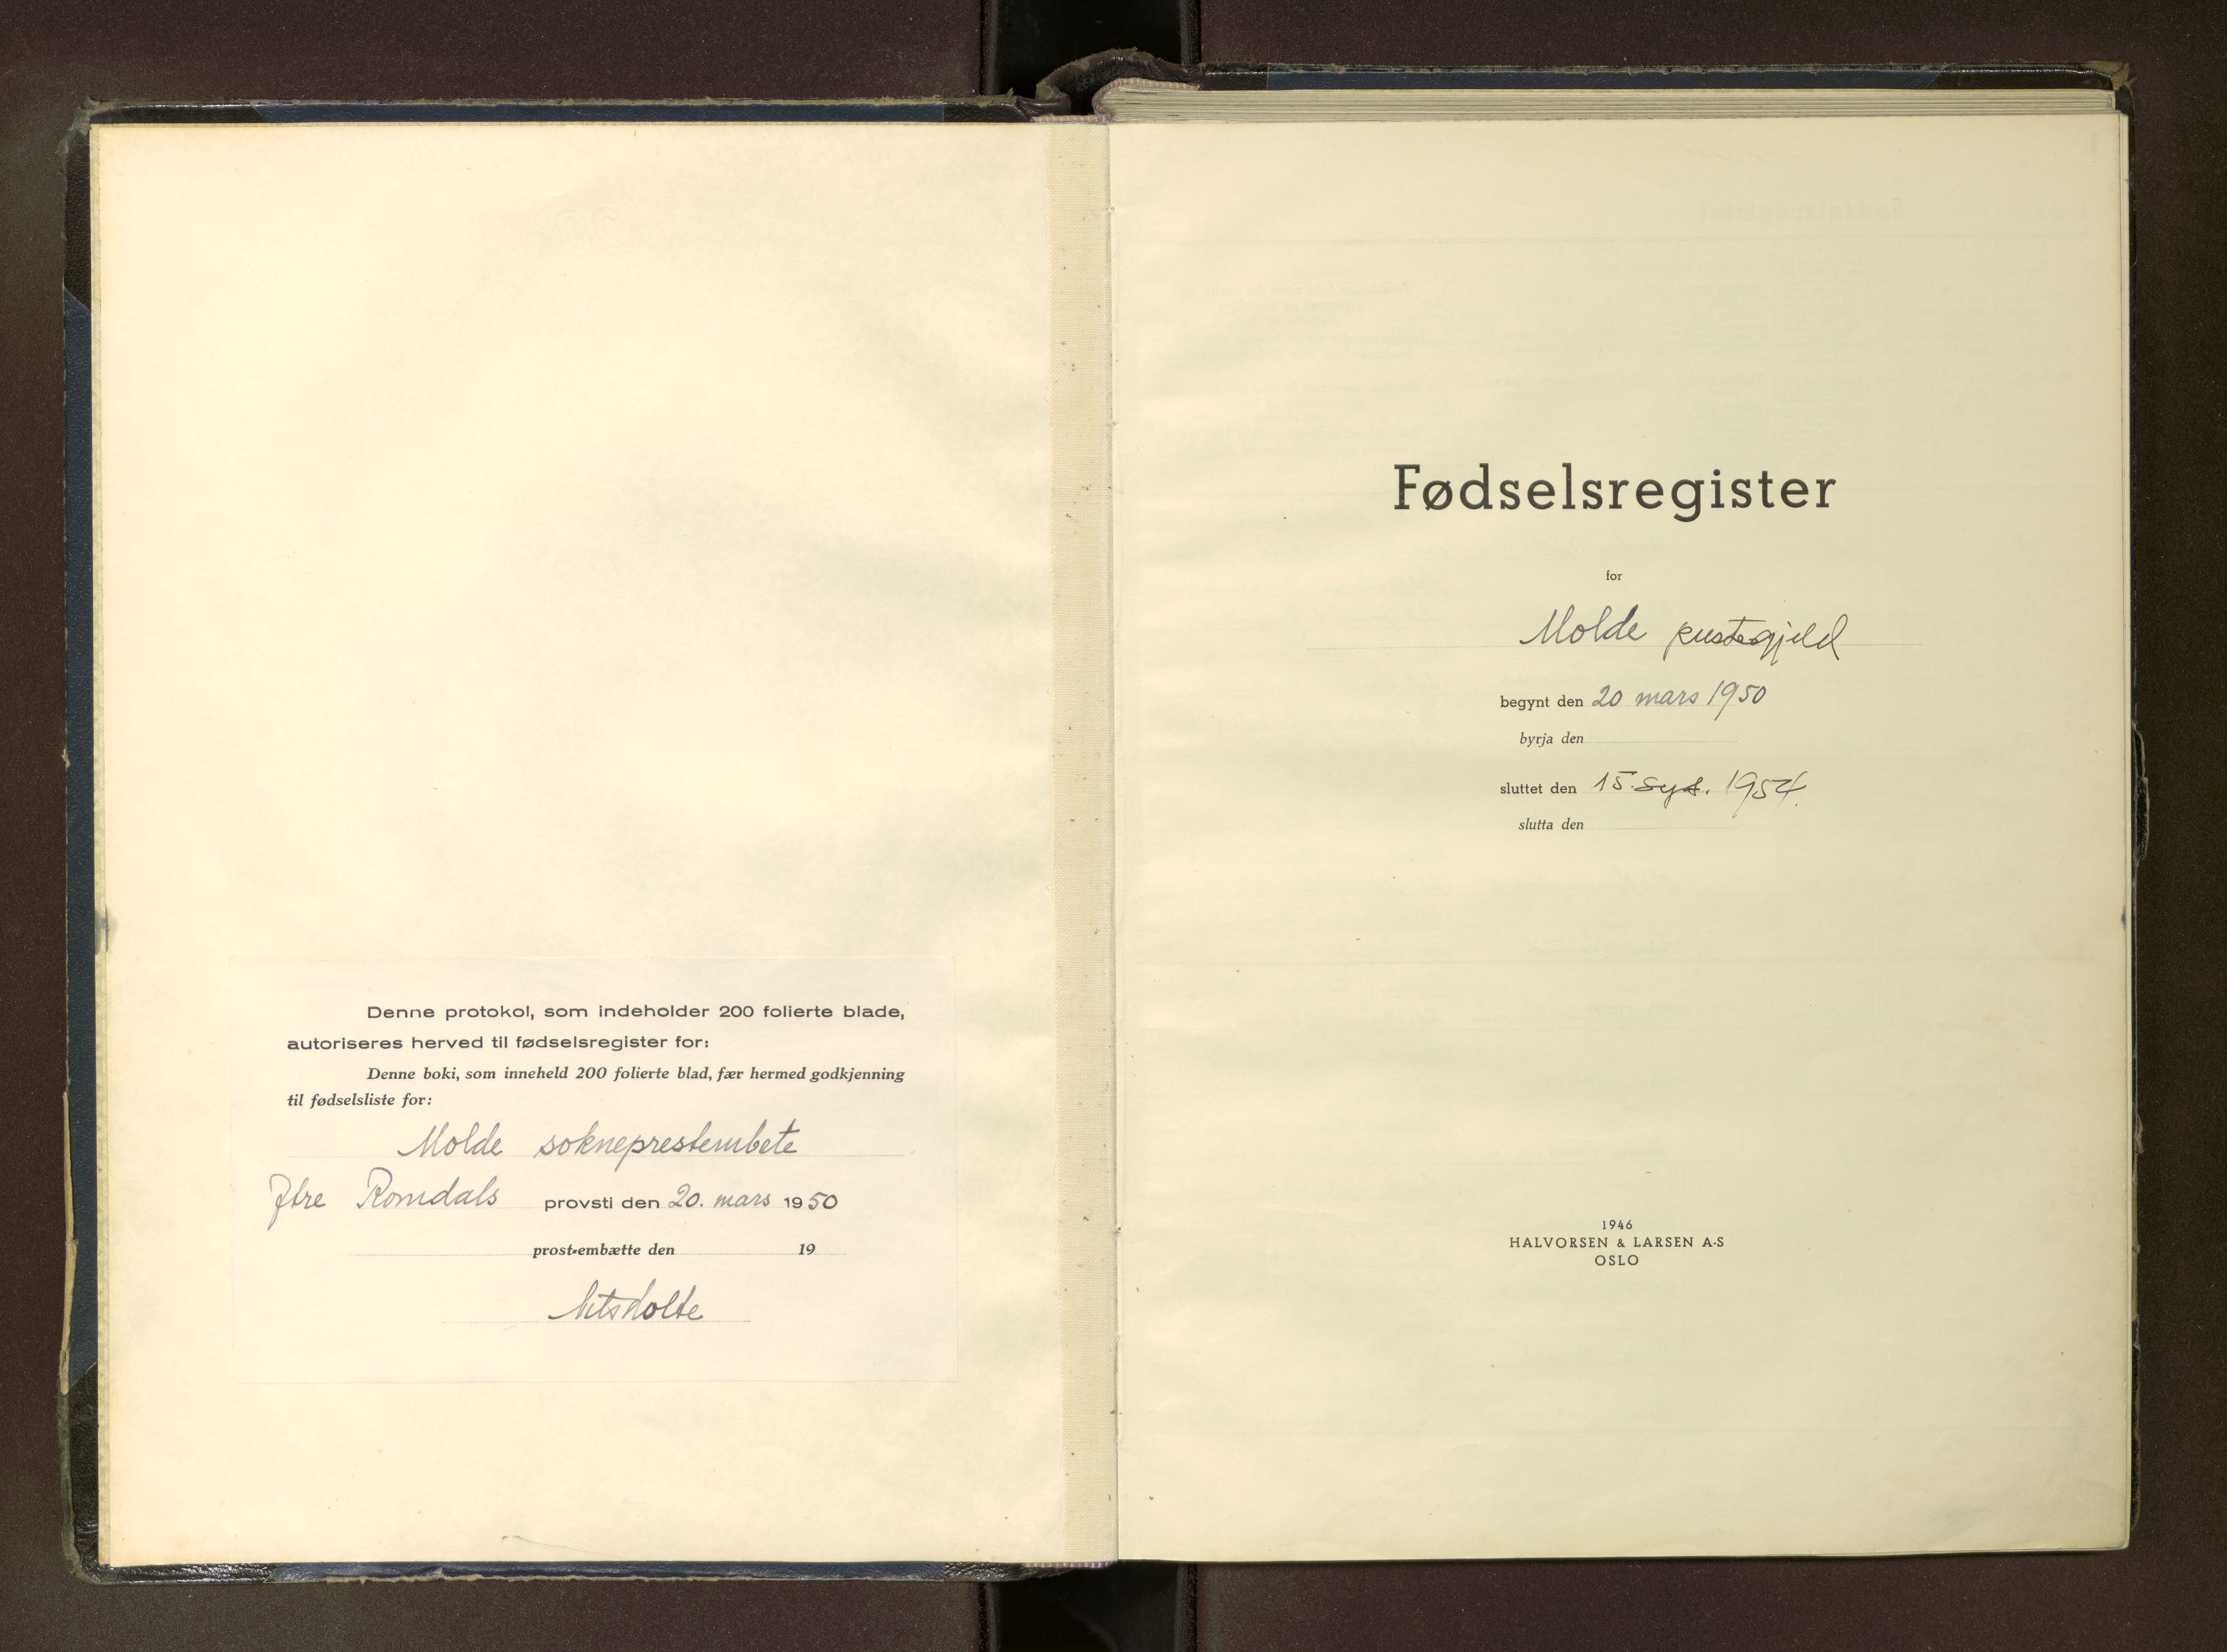 Denne protokol, som indeholder 200 folierte blade,
autoriseres herved til fødselsregister for:
Denne boki, som inneheld 200 folierte blad, fær hermed godkjenning
til fødselsliste for:
Molde sokneprestembete
Ytre Romdals provsti den 20. mars 1950
prost-embætte den 19
Fødselsregister
for
Molde prestegjeld
begynt den 20 mars 1950
byrja den
sluttet den 15. 1954.
slutta den
1946
HALVORSEN & LARSEN A-S
OSLO